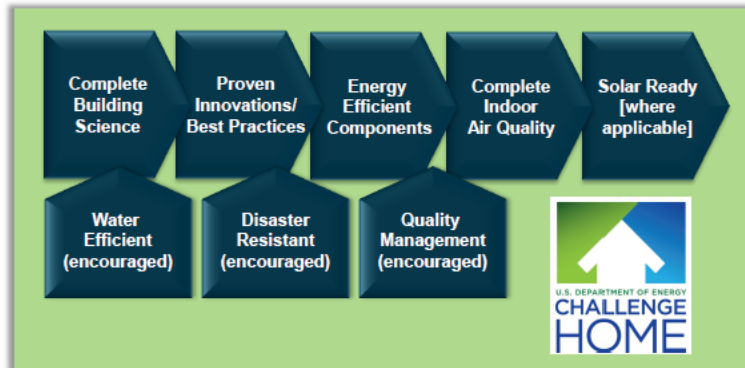 Complete
Building
Science
Proven
Innovations/
Best Practices
Energy
Efficient
Components
Complete
Indoor
Air Quality
Solar Ready
[where
applicable]
Water
Efficient
(encouraged)
Disaster
Resistant
(encouraged)
Quality
Management
(encouraged)
U.S. DEPARTMENT OF ENERGY
CHALLENGE
HOME